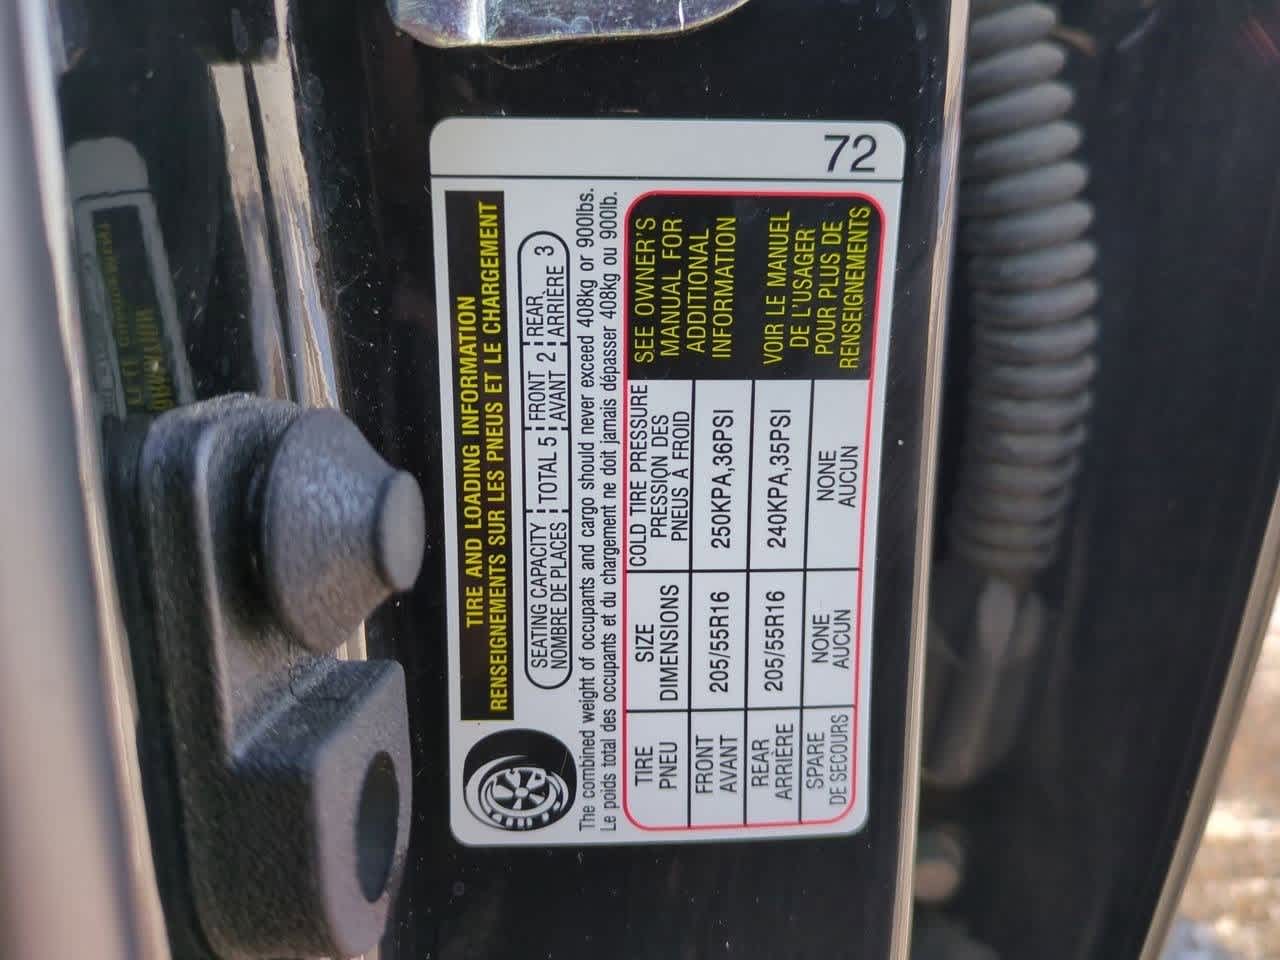 72
TIRE AND LOADING INFORMATION
RENSEIGNEMENTS SUR LES PNEUS ET LE CHARGEMENT
SEATING CAPACITY TOTAL 5 FRONT 2 REAR 3
NOMBRE DE PLACES AVANT ARRIÈRE
The combined weight of occupants and cargo should never exceed 408kg or 900lbs.
Le poids total des occupants et du chargement ne doit jamais dépasser 408kg ou 900lb.
TIRE
PNEU
SIZE
DIMENSIONS
COLD TIRE PRESSURE
PRESSION DES
PNEUS À FROID
SEE OWNER'S
MANUAL FOR
ADDITIONAL
INFORMATION
VOIR LE MANUEL
DE L'USAGER
POUR PLUS DE
RENSEIGNEMENTS
FRONT
AVANT
205/55R16
250KPA,36PSI
REAR
ARRIÈRE
205/55R16
240KPA,35PSI
SPARE
DE SECOURS
NONE
AUCUN
NONE
AUCUN